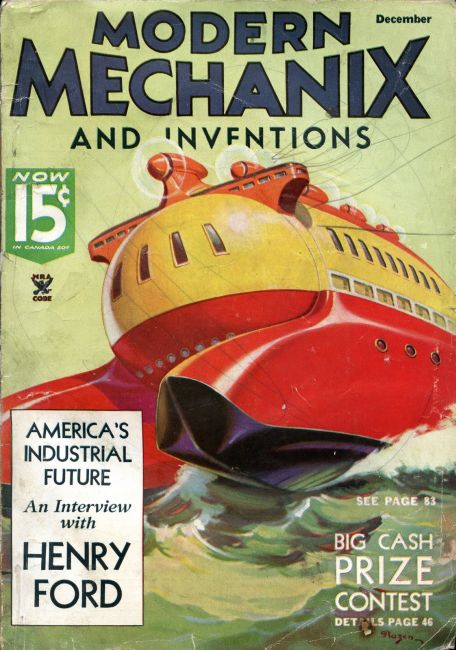 December
MODERN
MECHANIX
AND INVENTIONS
NOW
15¢
IN CANADA 20¢
NRA
CODE
AMERICA'S
INDUSTRIAL
FUTURE
An Interview
with
HENRY
FORD
SEE PAGE 83
BIG CASH
PRIZE
CONTEST
DETAILS PAGE 46